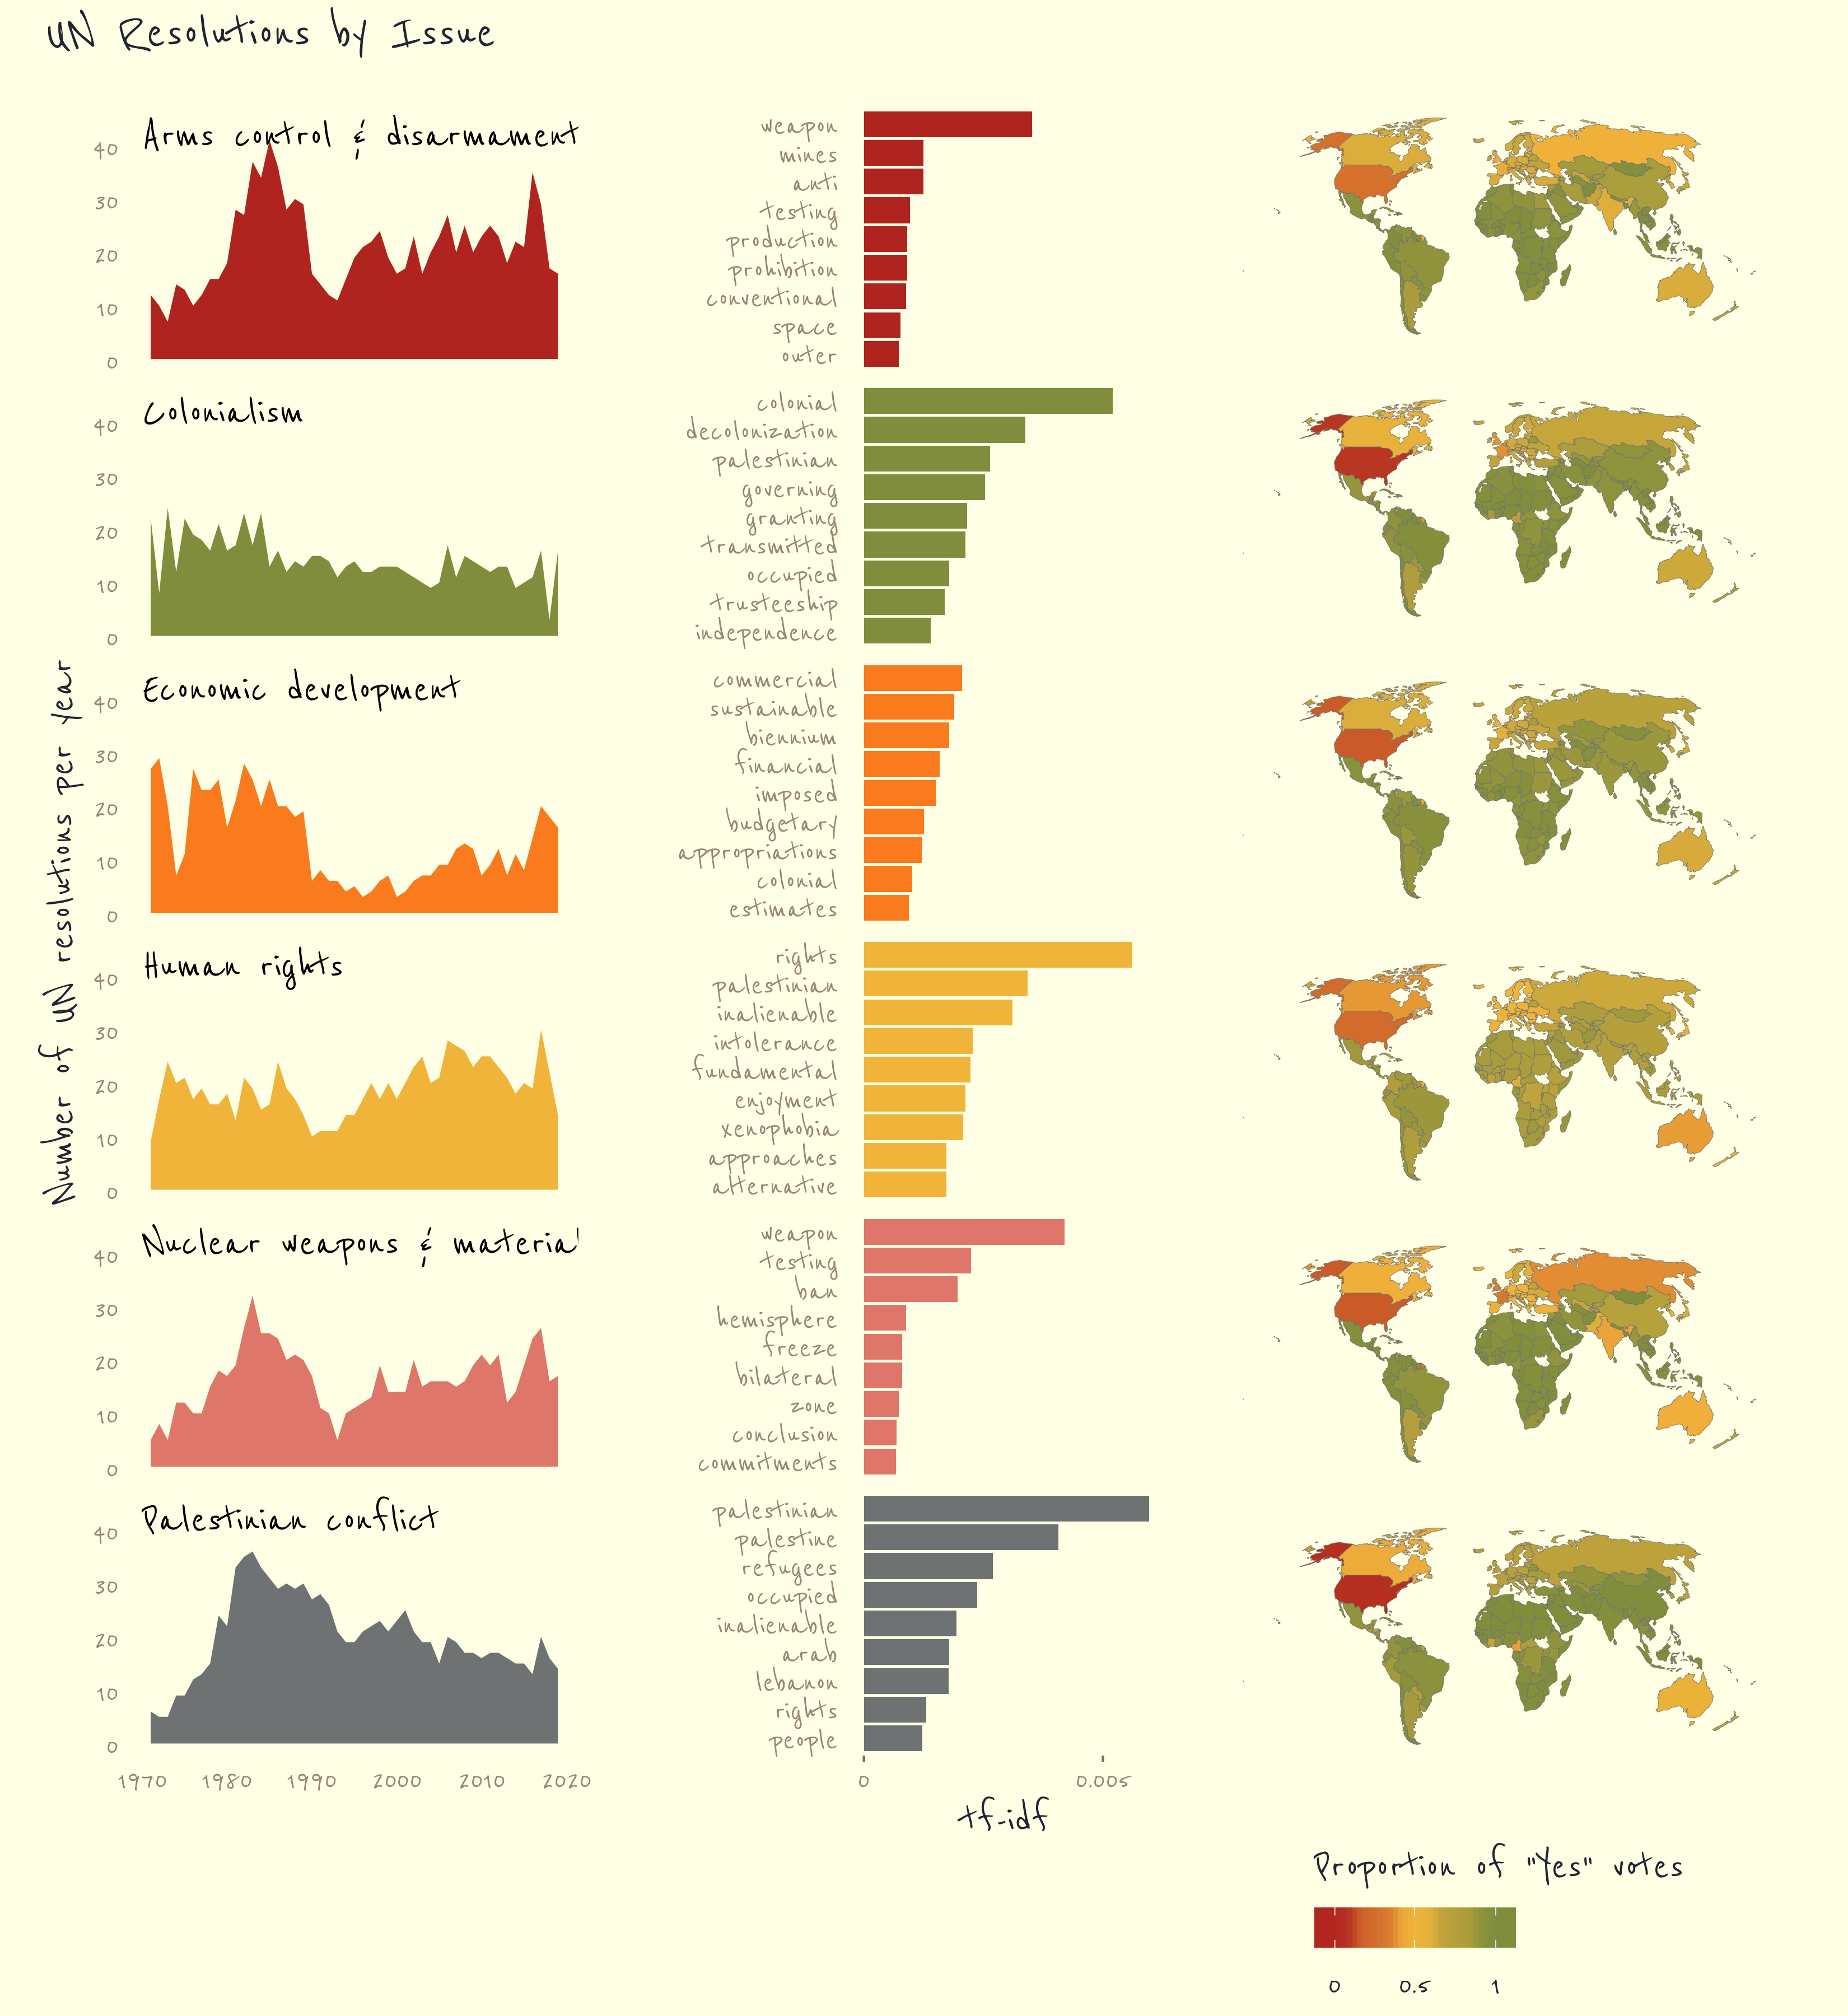 UN Resolutions by Issue
Number of UN resolutions per year
Arms control & disarmament
40
30
20
10
0
weapon
mines
anti
testing
production
prohibition
conventional
space
outer
Colonialism
40
30
20
10
0
colonial
decolonization
palestinian
governing
granting
transmitted
occupied
trusteeship
independence
Economic development
40
30
20
10
0
commercial
sustainable
biennium
financial
imposed
budgetary
appropriations
colonial
estimates
Human rights
40
30
20
10
0
rights
palestinian
inalienable
intolerance
fundamental
enjoyment
xenophobia
approaches
alternative
Nuclear weapons & material
40
30
20
10
0
weapon
testing
ban
hemisphere
freeze
bilateral
zone
conclusion
commitments
Palestinian conflict
40
30
20
10
0
1970 1980 1990 2000 2010 2020
palestinian
palestine
refugees
occupied
inalienable
arab
lebanon
rights
people
0 0.005
tf-idf
Proportion of "Yes" votes
0 0.5 1